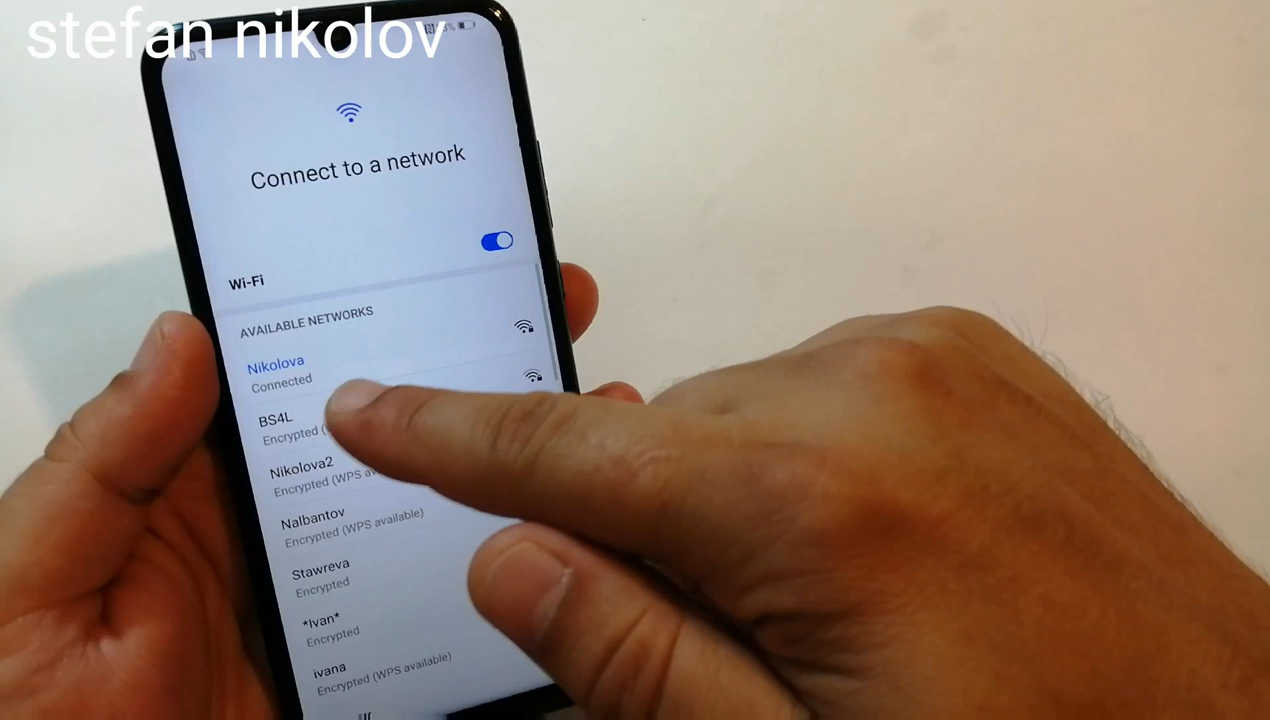 stefan nikolov
Connect to a network
Wi-Fi
AVAILABLE NETWORKS
Nikolova
Connected
BS4L
Encrypted
Nikolova2
Encrypted (WPS
Nalbantov
Encrypted (WPS available)
Stawreva
Encrypted
*Ivan*
Encrypted
ivana
Encrypted (WPS available)